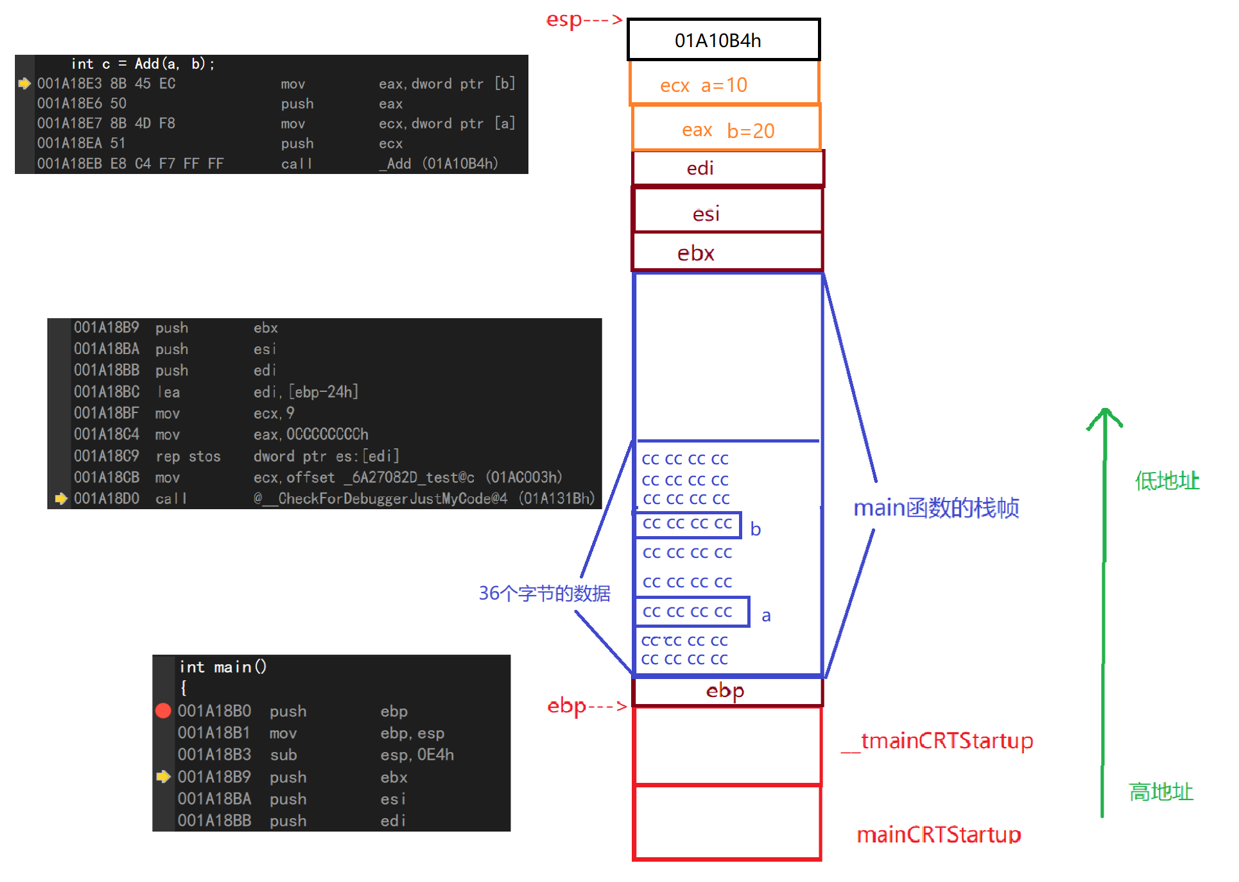 int c = Add(a, b);
001A18E3 8B 45 EC mov eax,dword ptr [b]
001A18E6 50 push eax
001A18E7 8B 4D F8 mov ecx,dword ptr [a]
001A18EA 51 push ecx
001A18EB E8 C4 F7 FF FF call _Add (01A10B4h)
001A18B9 push ebx
001A18BA push esi
001A18BB push edi
001A18BC lea edi,[ebp-24h]
001A18BF mov ecx,9
001A18C4 mov eax,0CCCCCCCCh
001A18C9 rep stos dword ptr es:[edi]
001A18CB mov ecx,offset _6A27082D_test@c (01AC003h)
001A18D0 call @__CheckForDebuggerJustMyCode@4 (01A131Bh)
int main()
{
001A18B0 push ebp
001A18B1 mov ebp,esp
001A18B3 sub esp,0E4h
001A18B9 push ebx
001A18BA push esi
001A18BB push edi
esp--->
01A10B4h
ecx a=10
eax b=20
edi
esi
ebx
cc cc cc cc
cc cc cc cc
cc cc cc cc
cc cc cc cc b
cc cc cc cc
cc cc cc cc
cc cc cc cc a
cc cc cc cc
cc cc cc cc
36个字节的数据
main函数的栈帧
ebp
ebp--->
__tmainCRTStartup
mainCRTStartup
低地址
高地址